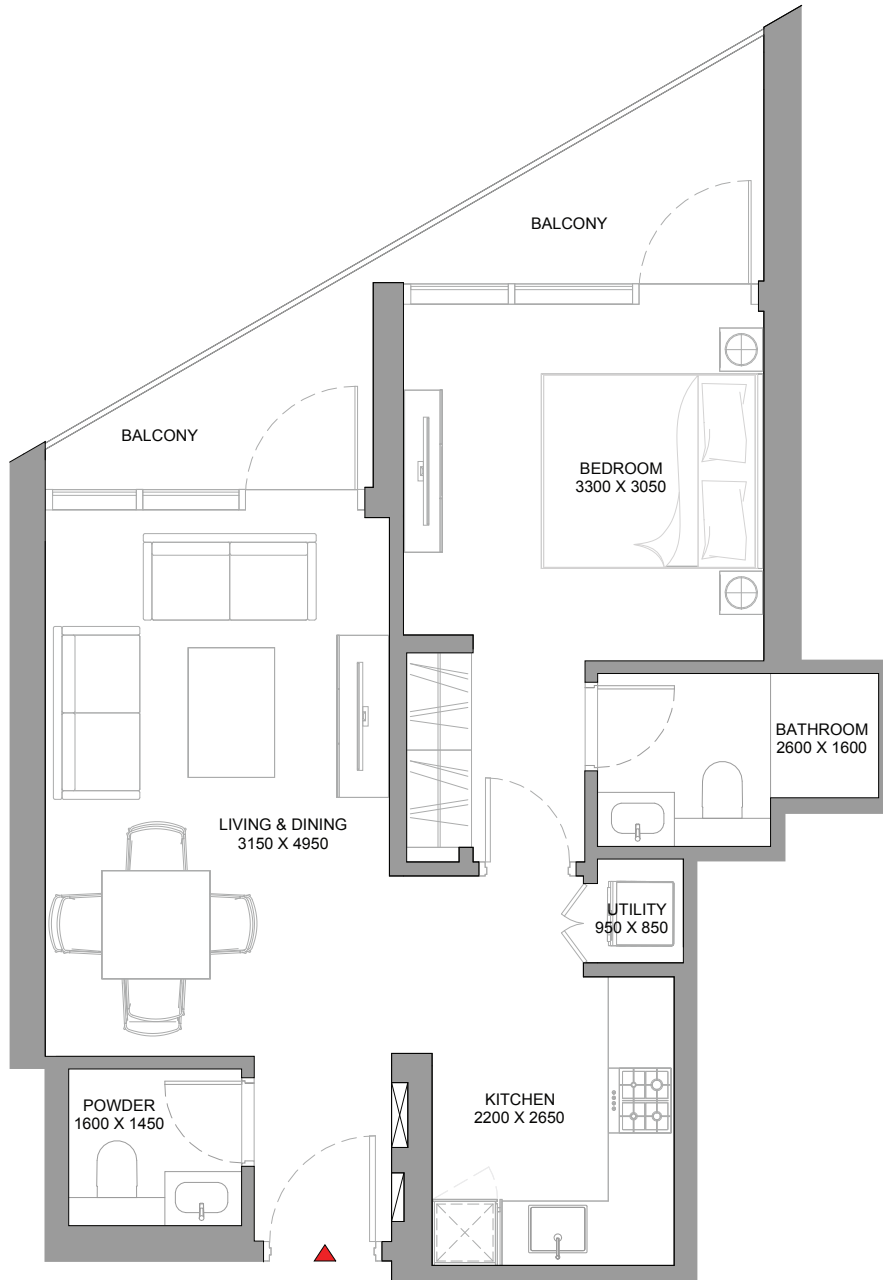 BALCONY
BALCONY
BEDROOM
3300 X 3050
BATHROOM
2600 X 1600
LIVING & DINING
3150 X 4950
UTILITY
950 X 850
KITCHEN
2200 X 2650
POWDER
1600 X 1450